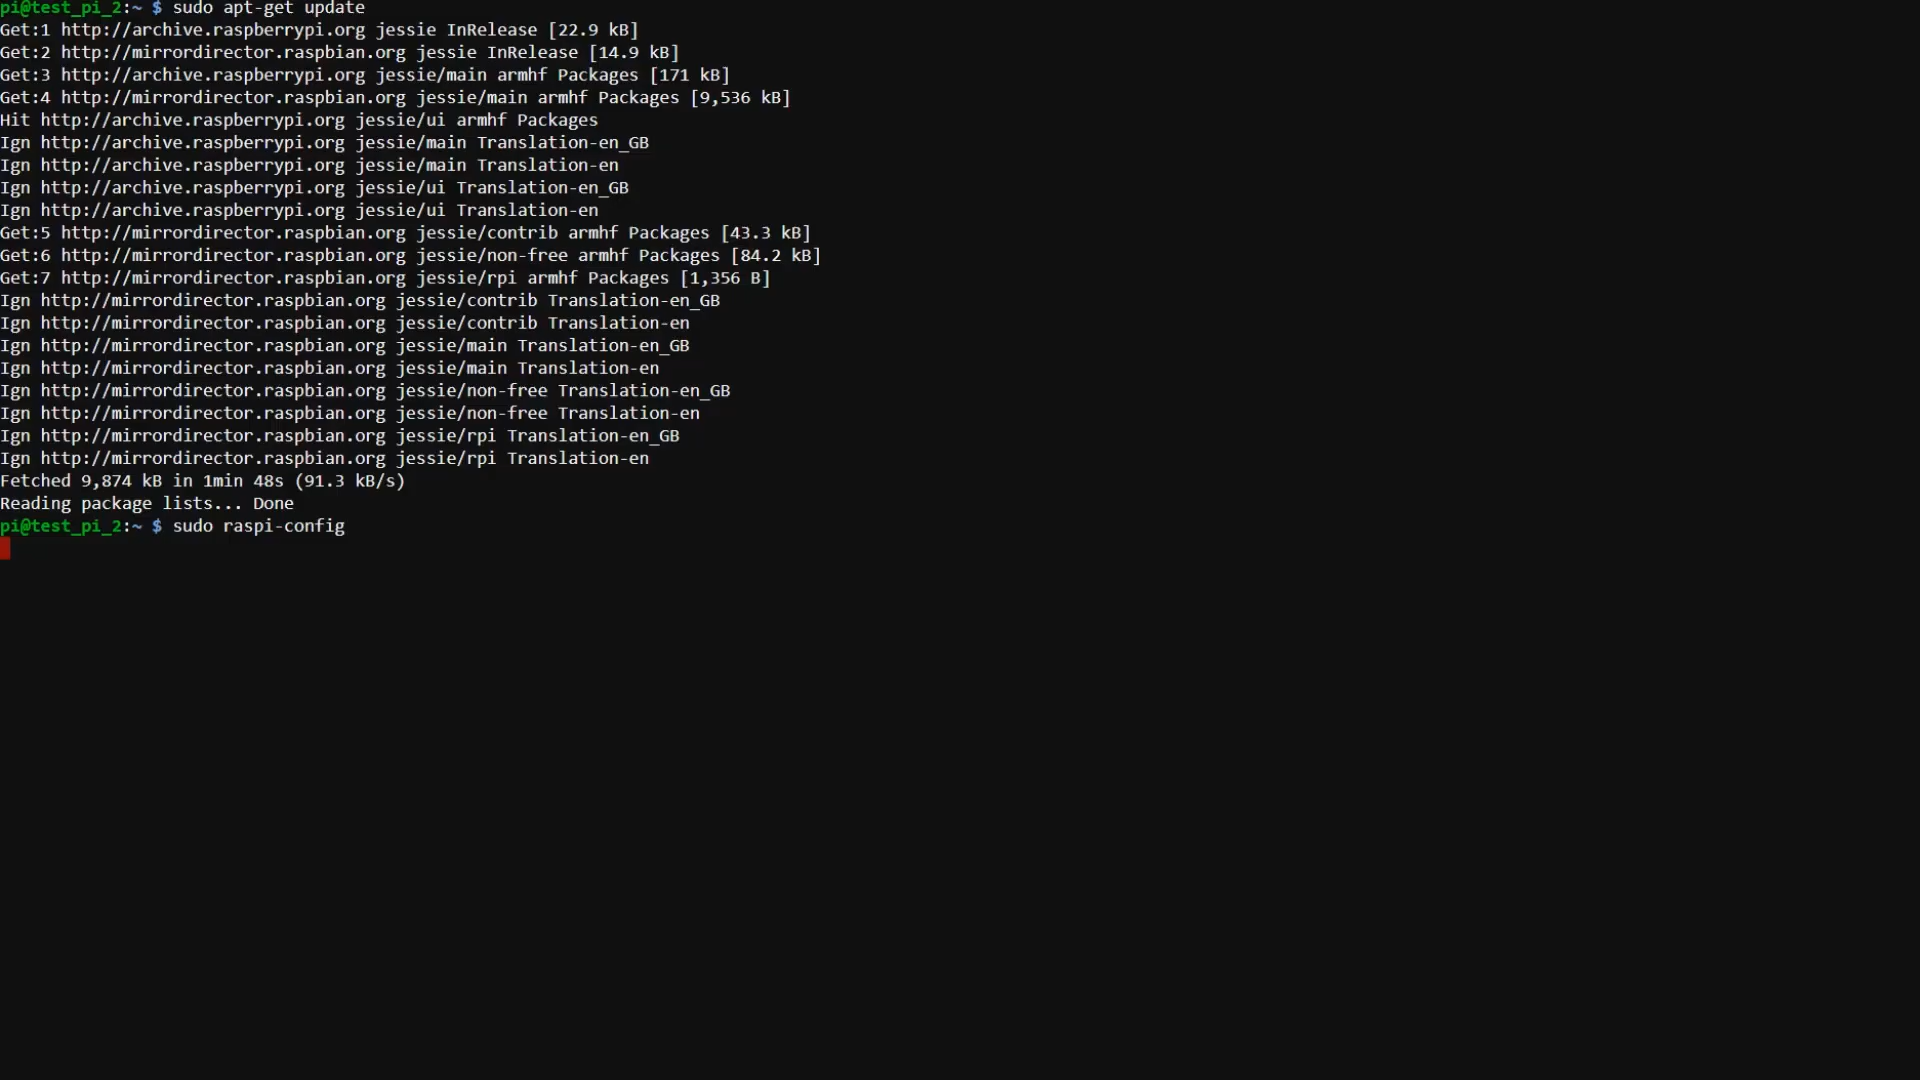 pi@test_pi_2:~ $ sudo apt-get update
Get:1 http://archive.raspberrypi.org jessie InRelease [22.9 kB]
Get:2 http://mirrordirector.raspbian.org jessie InRelease [14.9 kB]
Get:3 http://archive.raspberrypi.org jessie/main armhf Packages [171 kB]
Get:4 http://mirrordirector.raspbian.org jessie/main armhf Packages [9,536 kB]
Hit http://archive.raspberrypi.org jessie/ui armhf Packages
Ign http://archive.raspberrypi.org jessie/main Translation-en_GB
Ign http://archive.raspberrypi.org jessie/main Translation-en
Ign http://archive.raspberrypi.org jessie/ui Translation-en_GB
Ign http://archive.raspberrypi.org jessie/ui Translation-en
Get:5 http://mirrordirector.raspbian.org jessie/contrib armhf Packages [43.3 kB]
Get:6 http://mirrordirector.raspbian.org jessie/non-free armhf Packages [84.2 kB]
Get:7 http://mirrordirector.raspbian.org jessie/rpi armhf Packages [1,356 B]
Ign http://mirrordirector.raspbian.org jessie/contrib Translation-en_GB
Ign http://mirrordirector.raspbian.org jessie/contrib Translation-en
Ign http://mirrordirector.raspbian.org jessie/main Translation-en_GB
Ign http://mirrordirector.raspbian.org jessie/main Translation-en
Ign http://mirrordirector.raspbian.org jessie/non-free Translation-en_GB
Ign http://mirrordirector.raspbian.org jessie/non-free Translation-en
Ign http://mirrordirector.raspbian.org jessie/rpi Translation-en_GB
Ign http://mirrordirector.raspbian.org jessie/rpi Translation-en
Fetched 9,874 kB in 1min 48s (91.3 kB/s)
Reading package lists... Done
pi@test_pi_2:~ $ sudo raspi-config